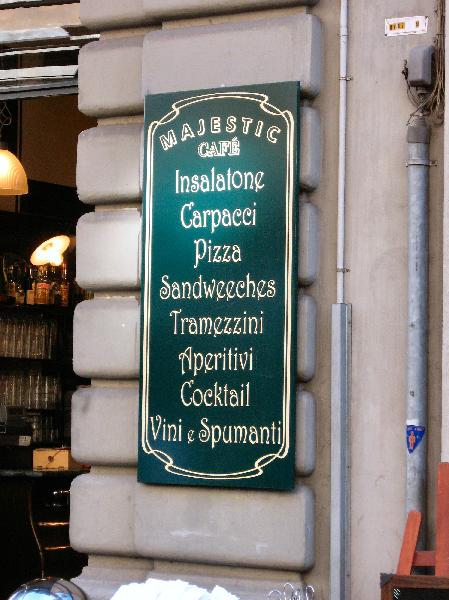 MAJESTIC
CAFÉ
Insalatone
Carpacci
Pizza
Sandweeches
Tramezzini
Aperitivi
Cocktail
Vini e Spumanti